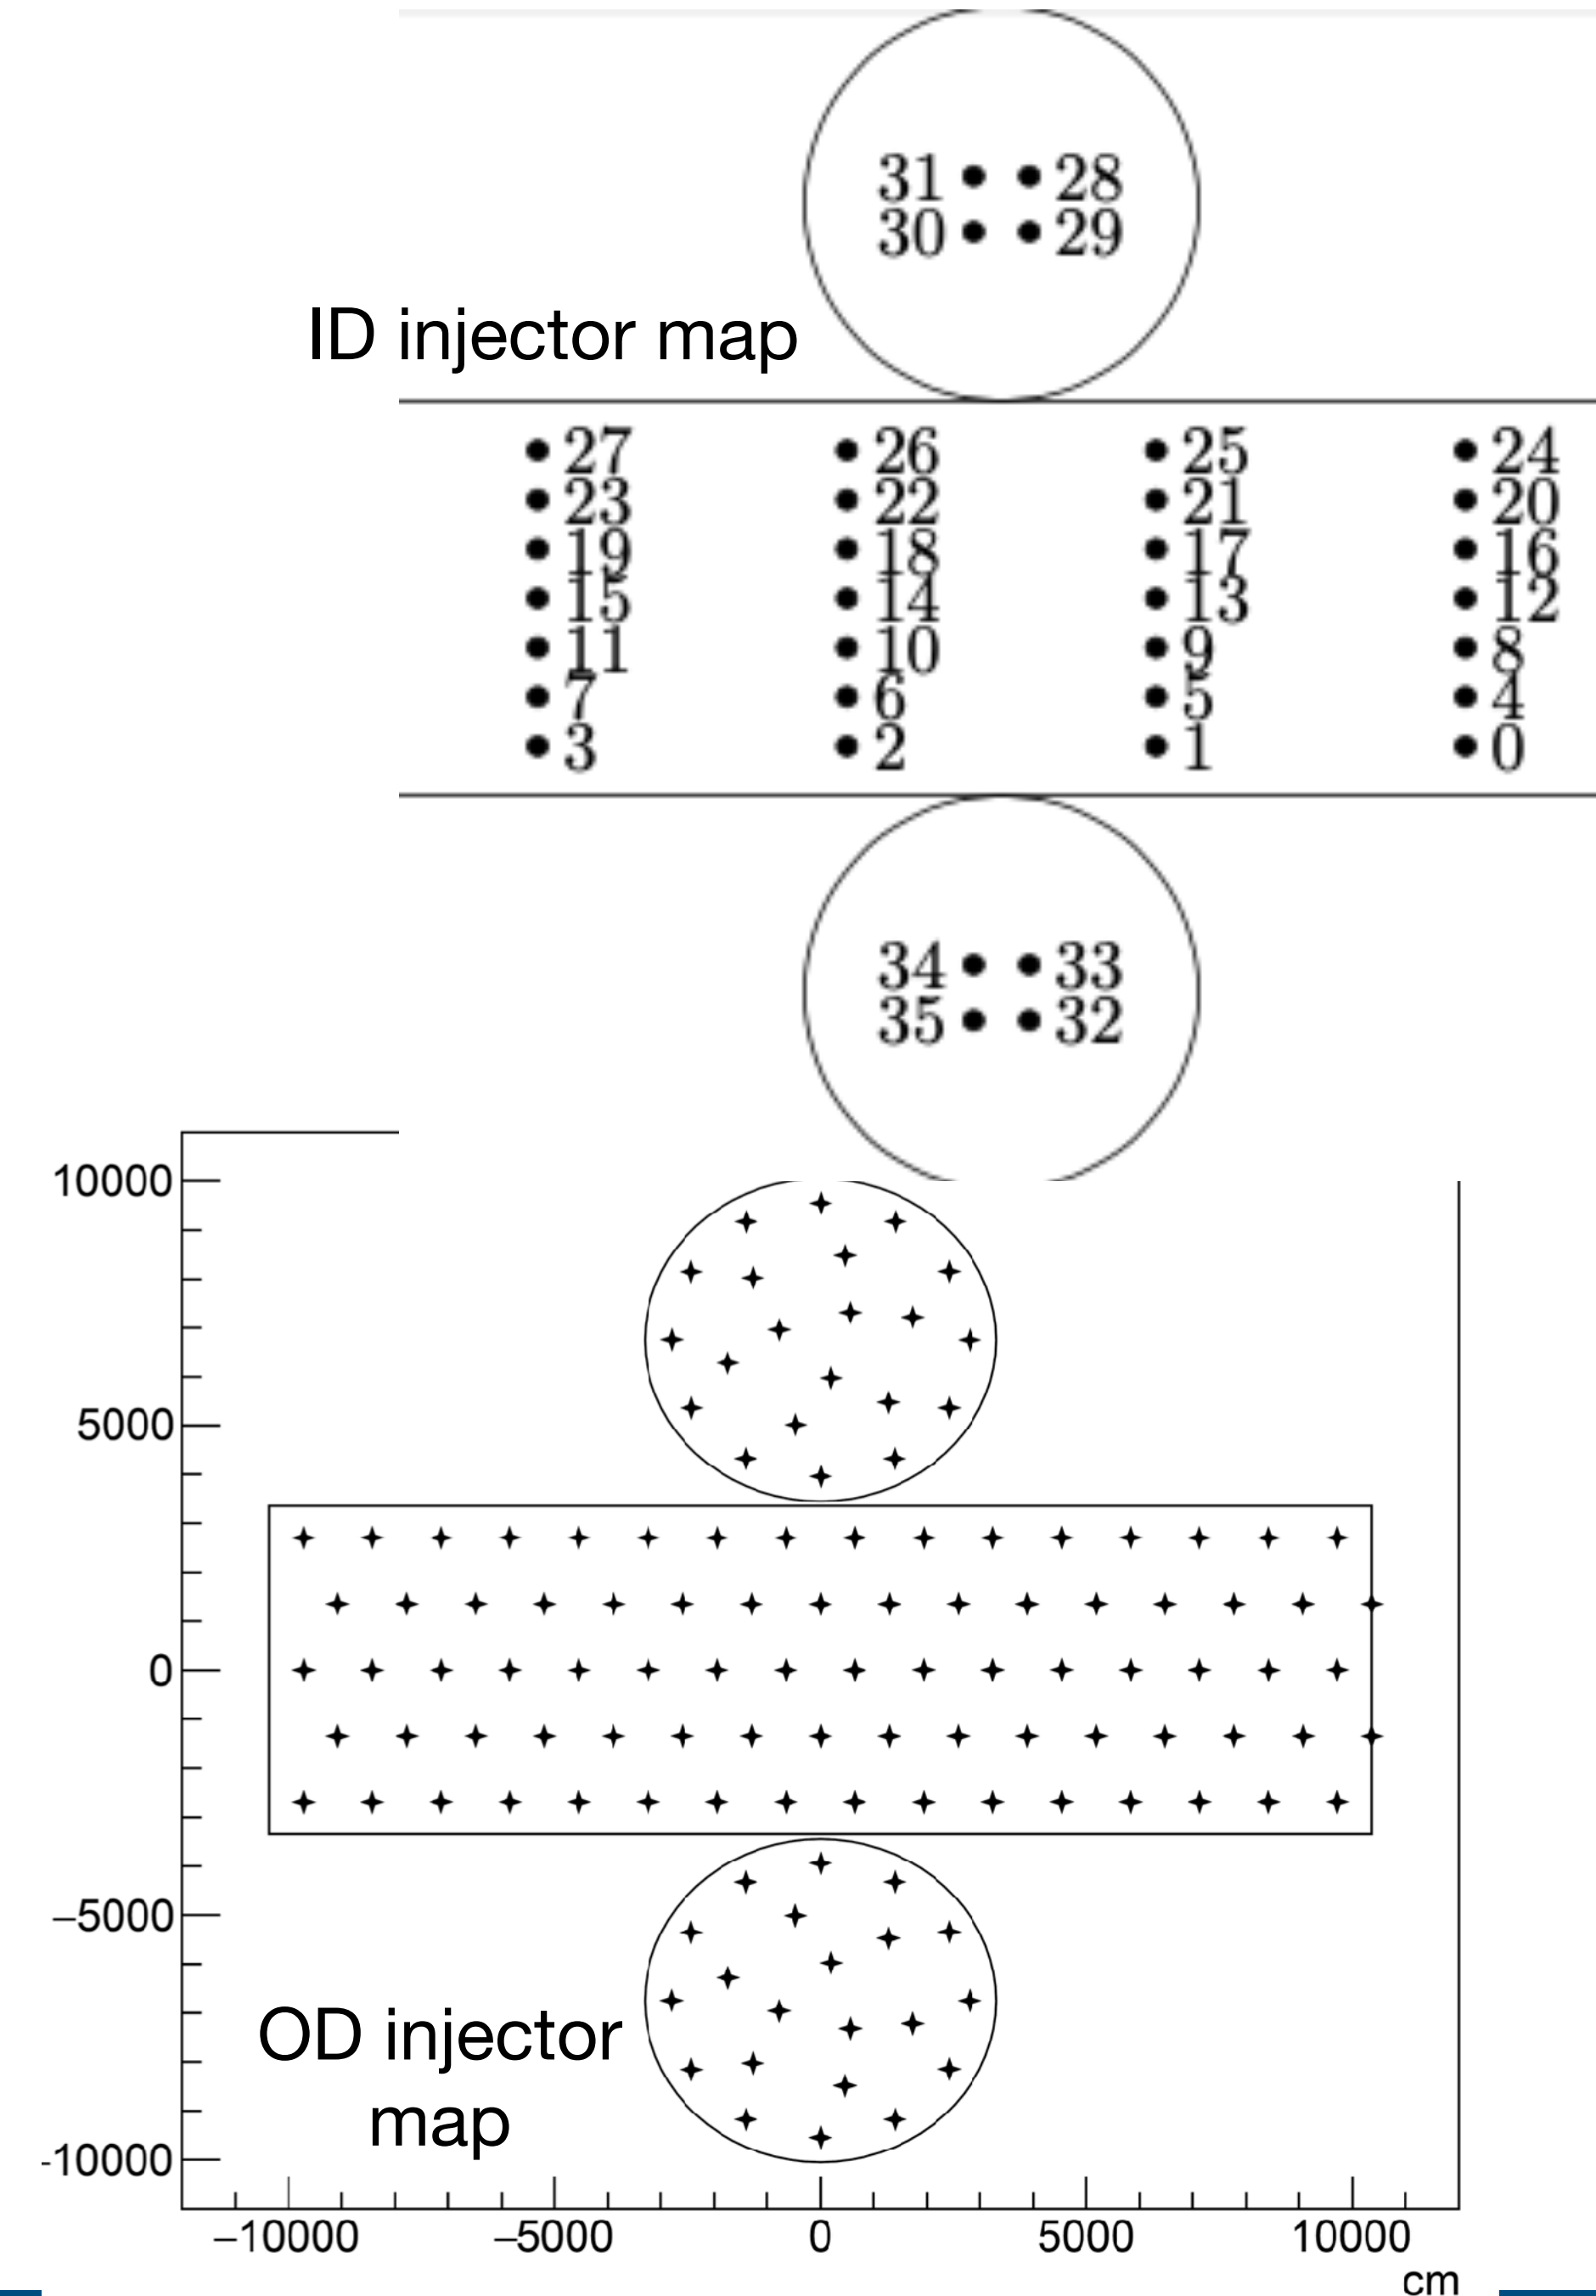 31 28
30 29
ID injector map
27 26 25 24
23 22 21 20
19 18 17 16
15 14 13 12
11 10 9 8
7 6 5 4
3 2 1 0
34 33
35 32
10000
5000
0
−5000
OD injector
map
-10000
−10000 −5000 0 5000 10000
cm